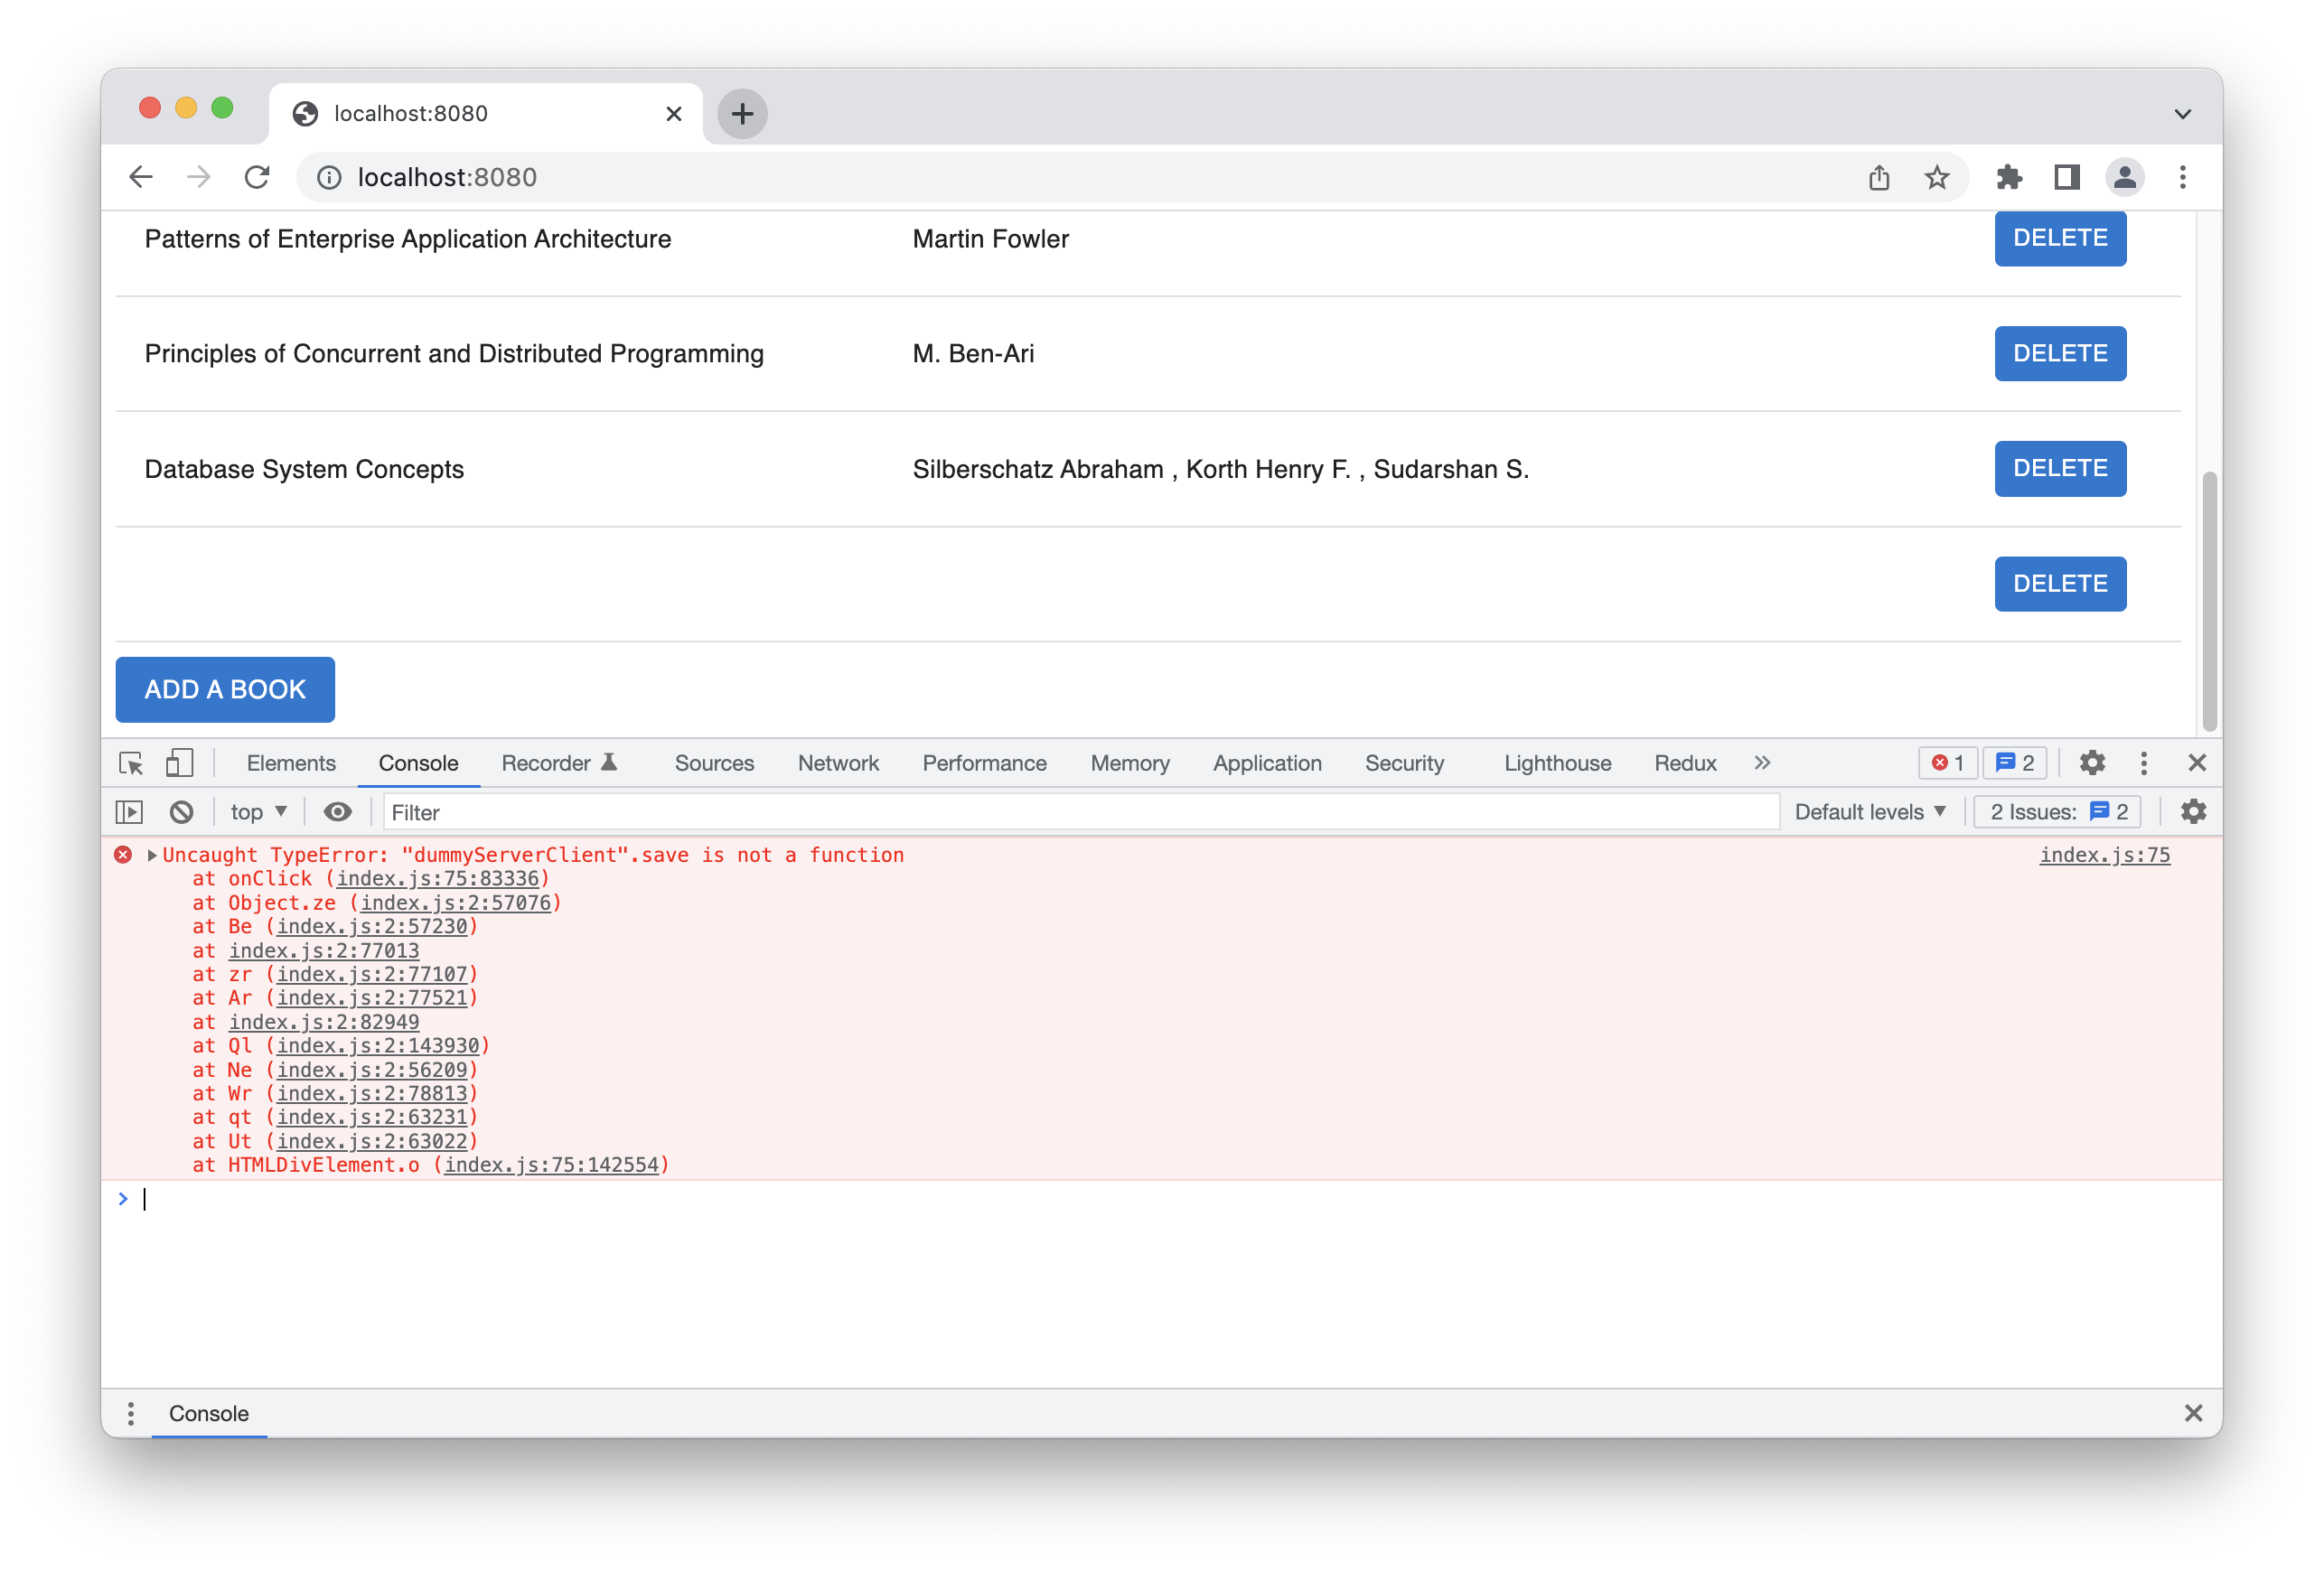 localhost:8080
localhost:8080
Patterns of Enterprise Application Architecture Martin Fowler DELETE
Principles of Concurrent and Distributed Programming M. Ben-Ari DELETE
Database System Concepts Silberschatz Abraham , Korth Henry F. , Sudarshan S. DELETE
DELETE
ADD A BOOK
Elements Console Recorder Sources Network Performance Memory Application Security Lighthouse Redux 1 2
top Filter Default levels 2 Issues: 2
Uncaught TypeError: "dummyServerClient".save is not a function index.js:75
at onClick (index.js:75:83336)
at Object.ze (index.js:2:57076)
at Be (index.js:2:57230)
at index.js:2:77013
at zr (index.js:2:77107)
at Ar (index.js:2:77521)
at index.js:2:82949
at Ql (index.js:2:143930)
at Ne (index.js:2:56209)
at Wr (index.js:2:78813)
at qt (index.js:2:63231)
at Ut (index.js:2:63022)
at HTMLDivElement.o (index.js:75:142554)
Console